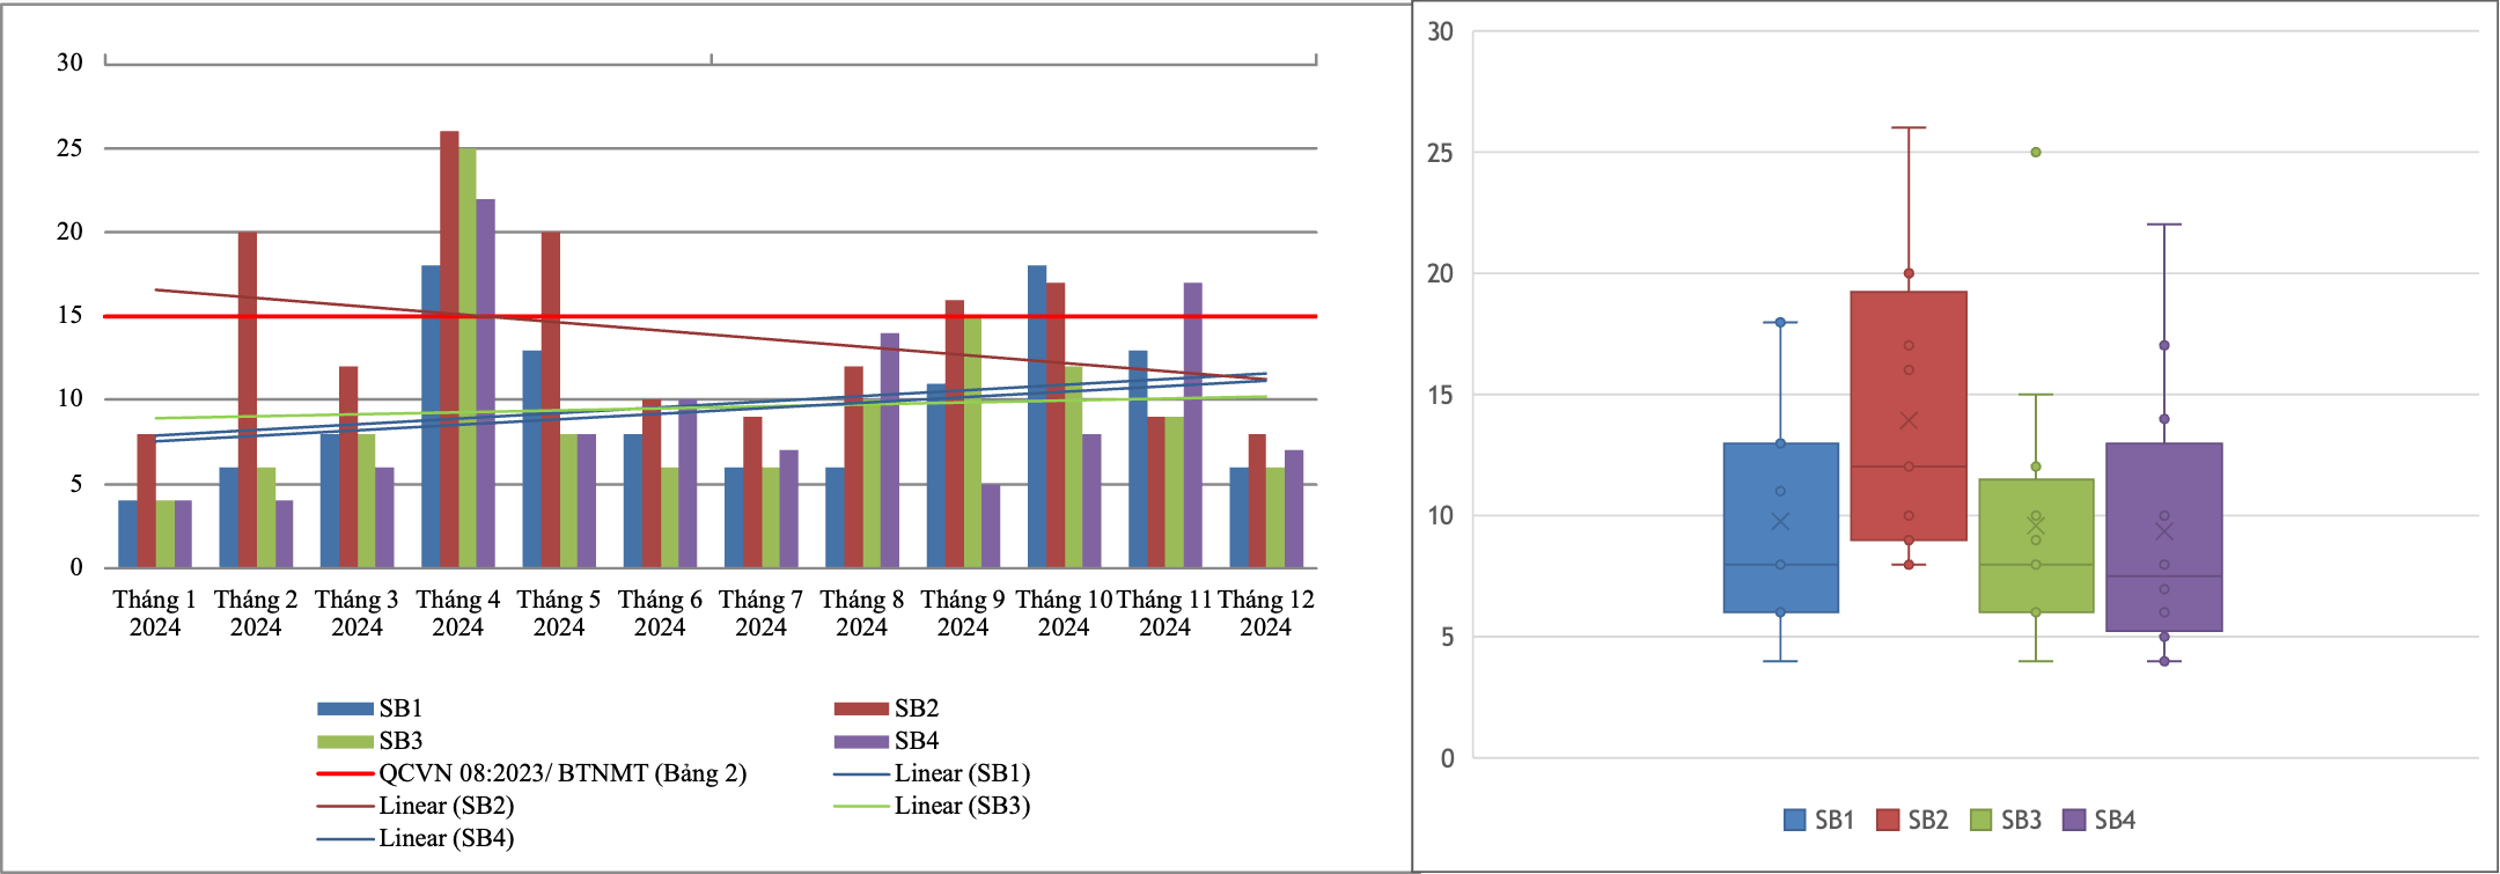 30
25
20
15
10
5
0
Tháng 1 2024
Tháng 2 2024
Tháng 3 2024
Tháng 4 2024
Tháng 5 2024
Tháng 6 2024
Tháng 7 2024
Tháng 8 2024
Tháng 9 2024
Tháng 10 2024
Tháng 11 2024
Tháng 12 2024
SB1
SB2
SB3
SB4
QCVN 08:2023/ BTNMT (Bảng 2)
Linear (SB1)
Linear (SB2)
Linear (SB3)
Linear (SB4)
30
25
20
15
10
5
0
SB1
SB2
SB3
SB4